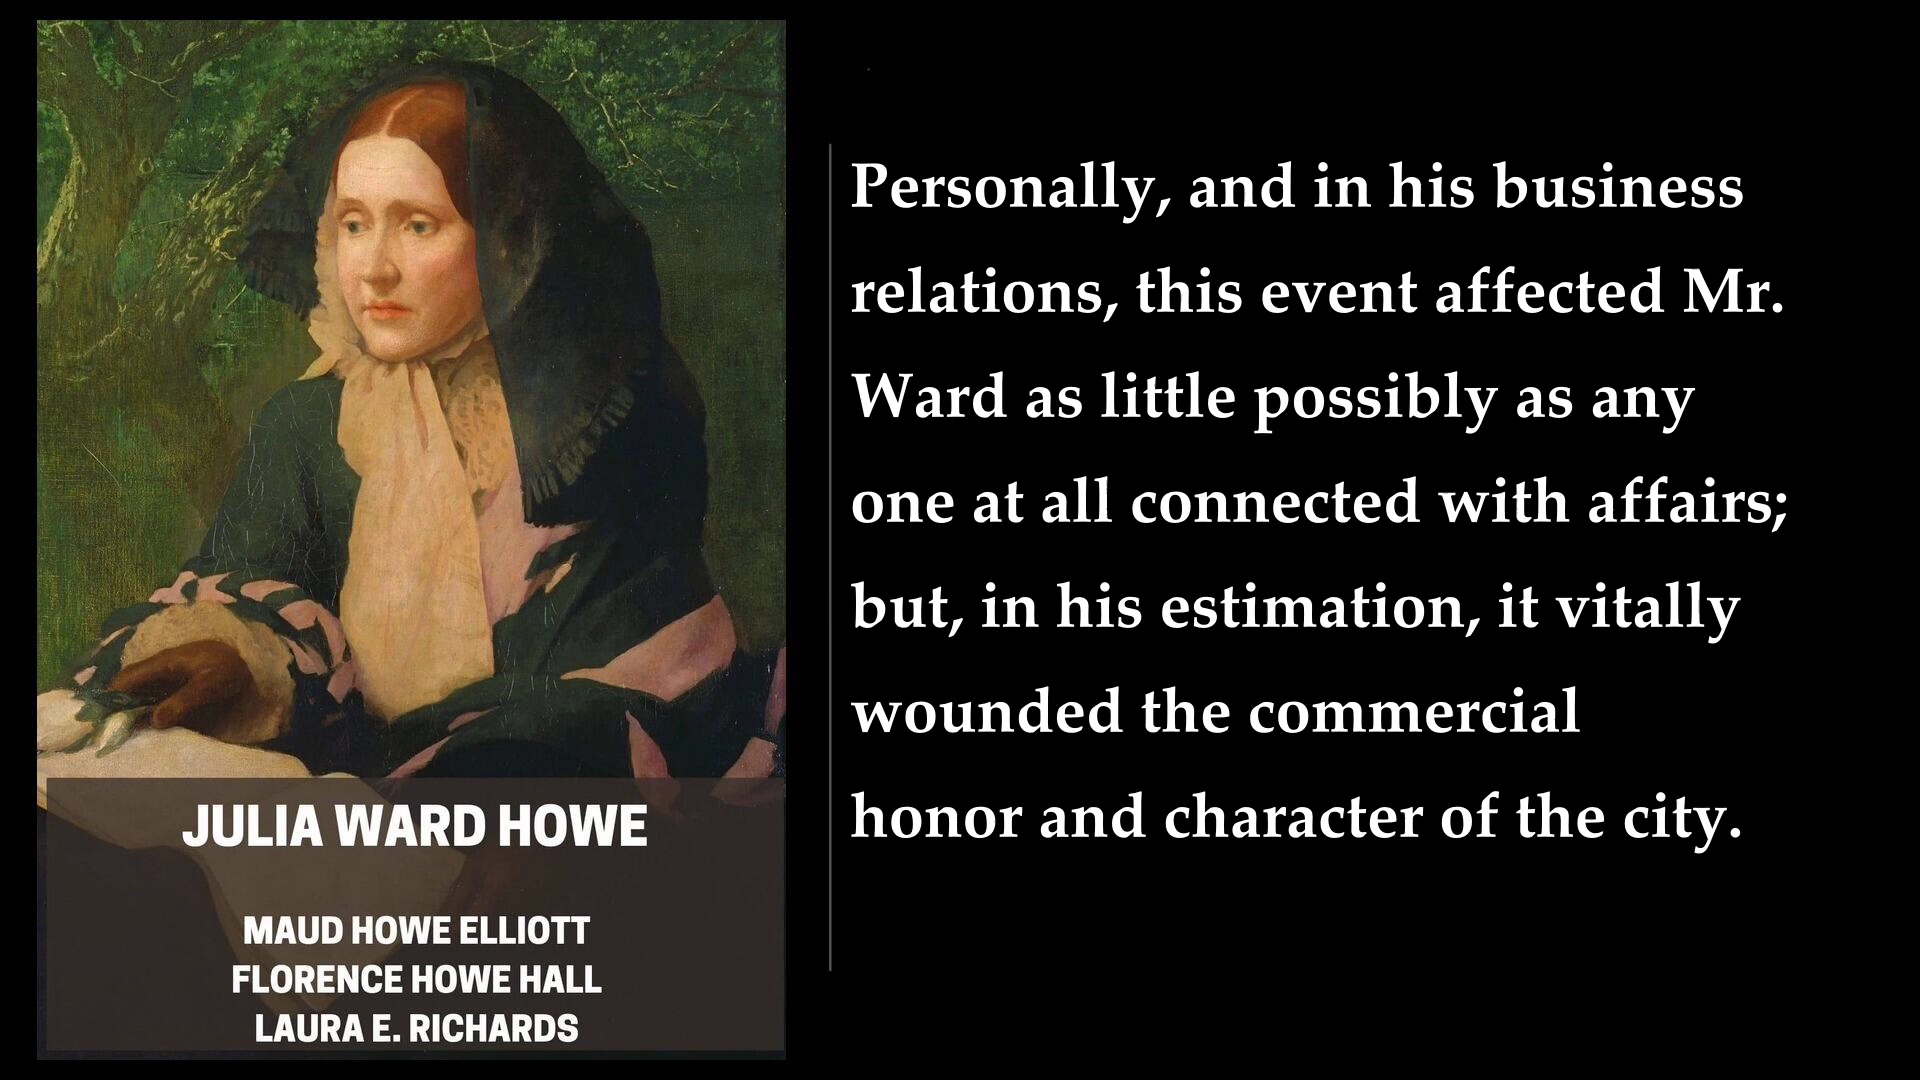 JULIA WARD HOWE
MAUD HOWE ELLIOTT
FLORENCE HOWE HALL
LAURA E. RICHARDS
Personally, and in his business
relations, this event affected Mr.
Ward as little possibly as any
one at all connected with affairs;
but, in his estimation, it vitally
wounded the commercial
honor and character of the city.